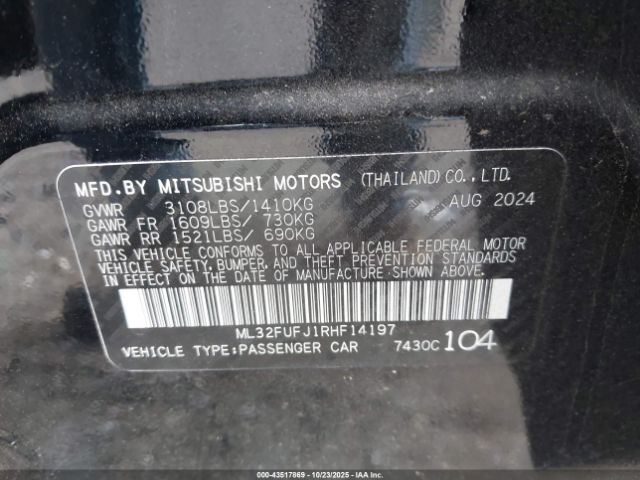 MFD.BY MITSUBISHI MOTORS (THAILAND)CO.,LTD.
GVWR 3108LBS/1410KG AUG 2024
GAWR FR 1609LBS/ 730KG
GAWR RR 1521LBS/ 690KG
THIS VEHICLE CONFORMS TO ALL APPLICABLE FEDERAL MOTOR
VEHICLE SAFETY, BUMPER, AND THEFT PREVENTION STANDARDS
IN EFFECT ON THE DATE OF MANUFACTURE SHOWN ABOVE.
ML32FUFJ1RHF14197
VEHICLE TYPE:PASSENGER CAR 7430C 104
© IAA - 43517869 | 10/23/2025 - IAAI.COM